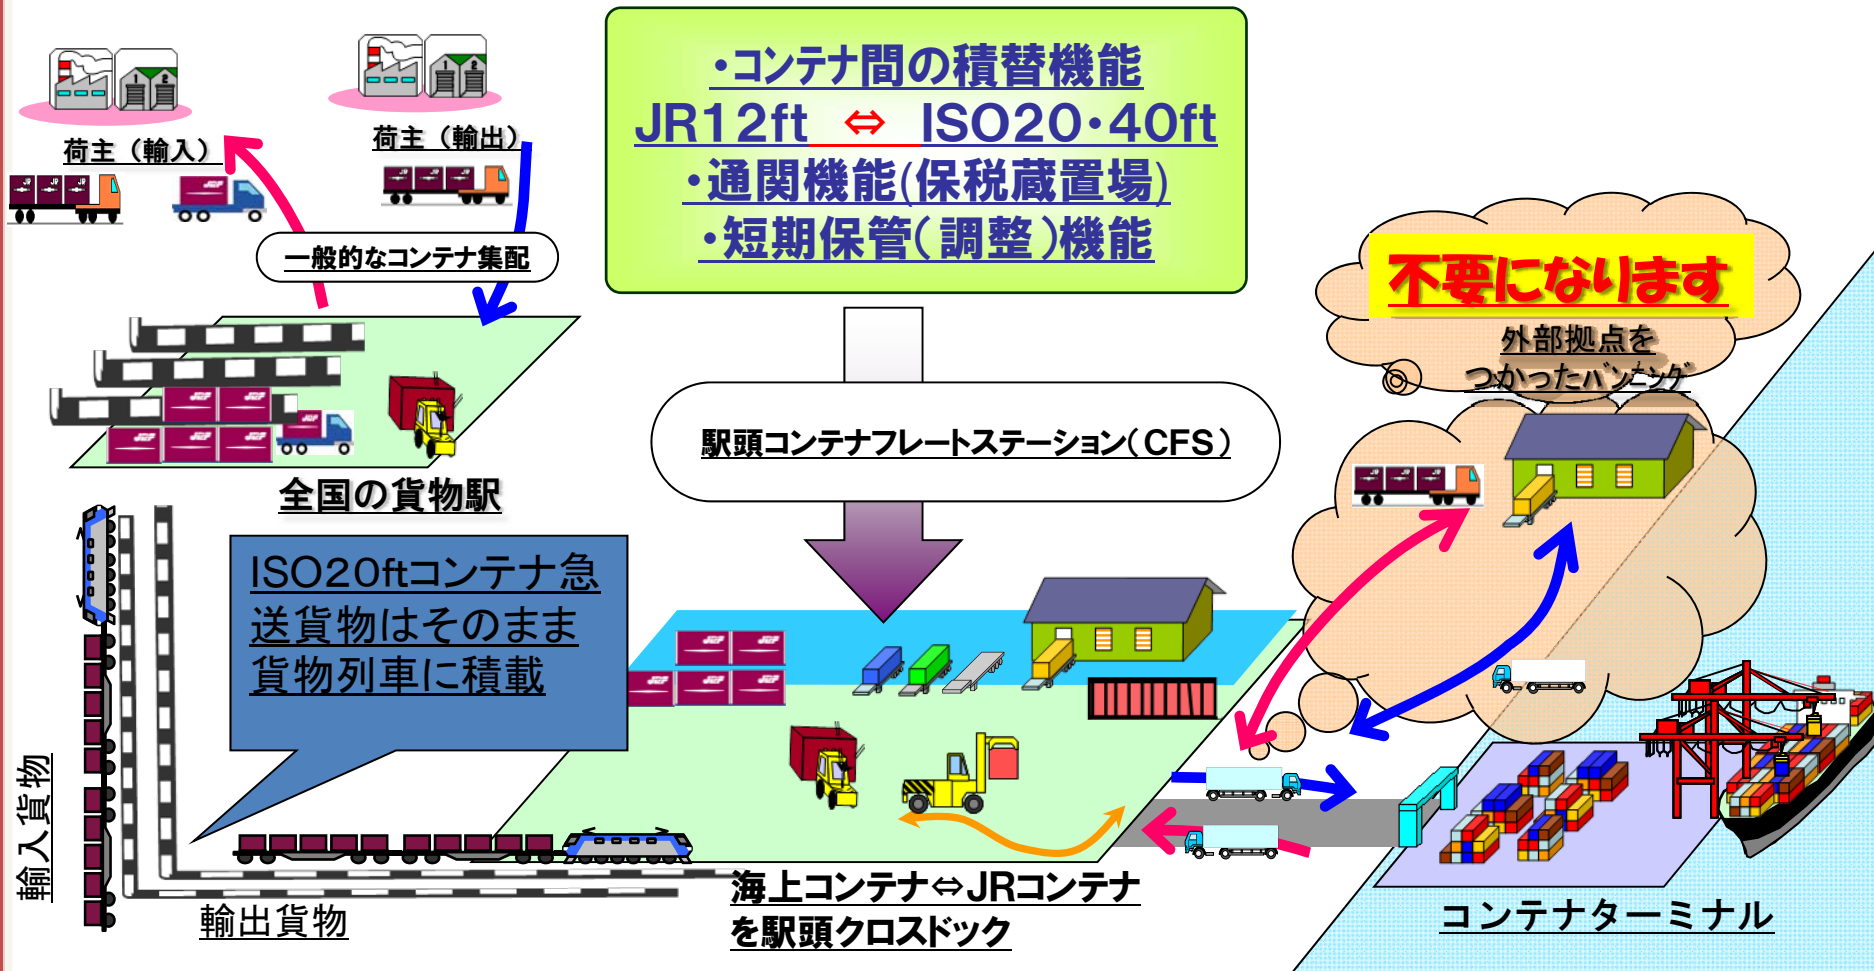 ・コンテナ間の積替機能
JR12ft ⇔ ISO20・40ft
・通関機能(保税蔵置場)
・短期保管(調整)機能
荷主(輸入)
荷主(輸出)
一般的なコンテナ集配
全国の貨物駅
駅頭コンテナフレートステーション(CFS)
不要になります
外部拠点を
つかったバンニング
ISO20ftコンテナ急
送貨物はそのまま
貨物列車に積載
輸入貨物
輸出貨物
海上コンテナ⇔JRコンテナ
を駅頭クロスドック
コンテナターミナル